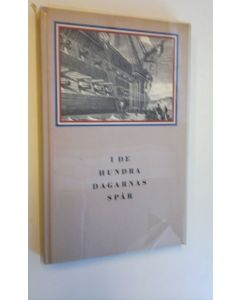 I DE
HUNDRA
DAGARNAS
SPÅR